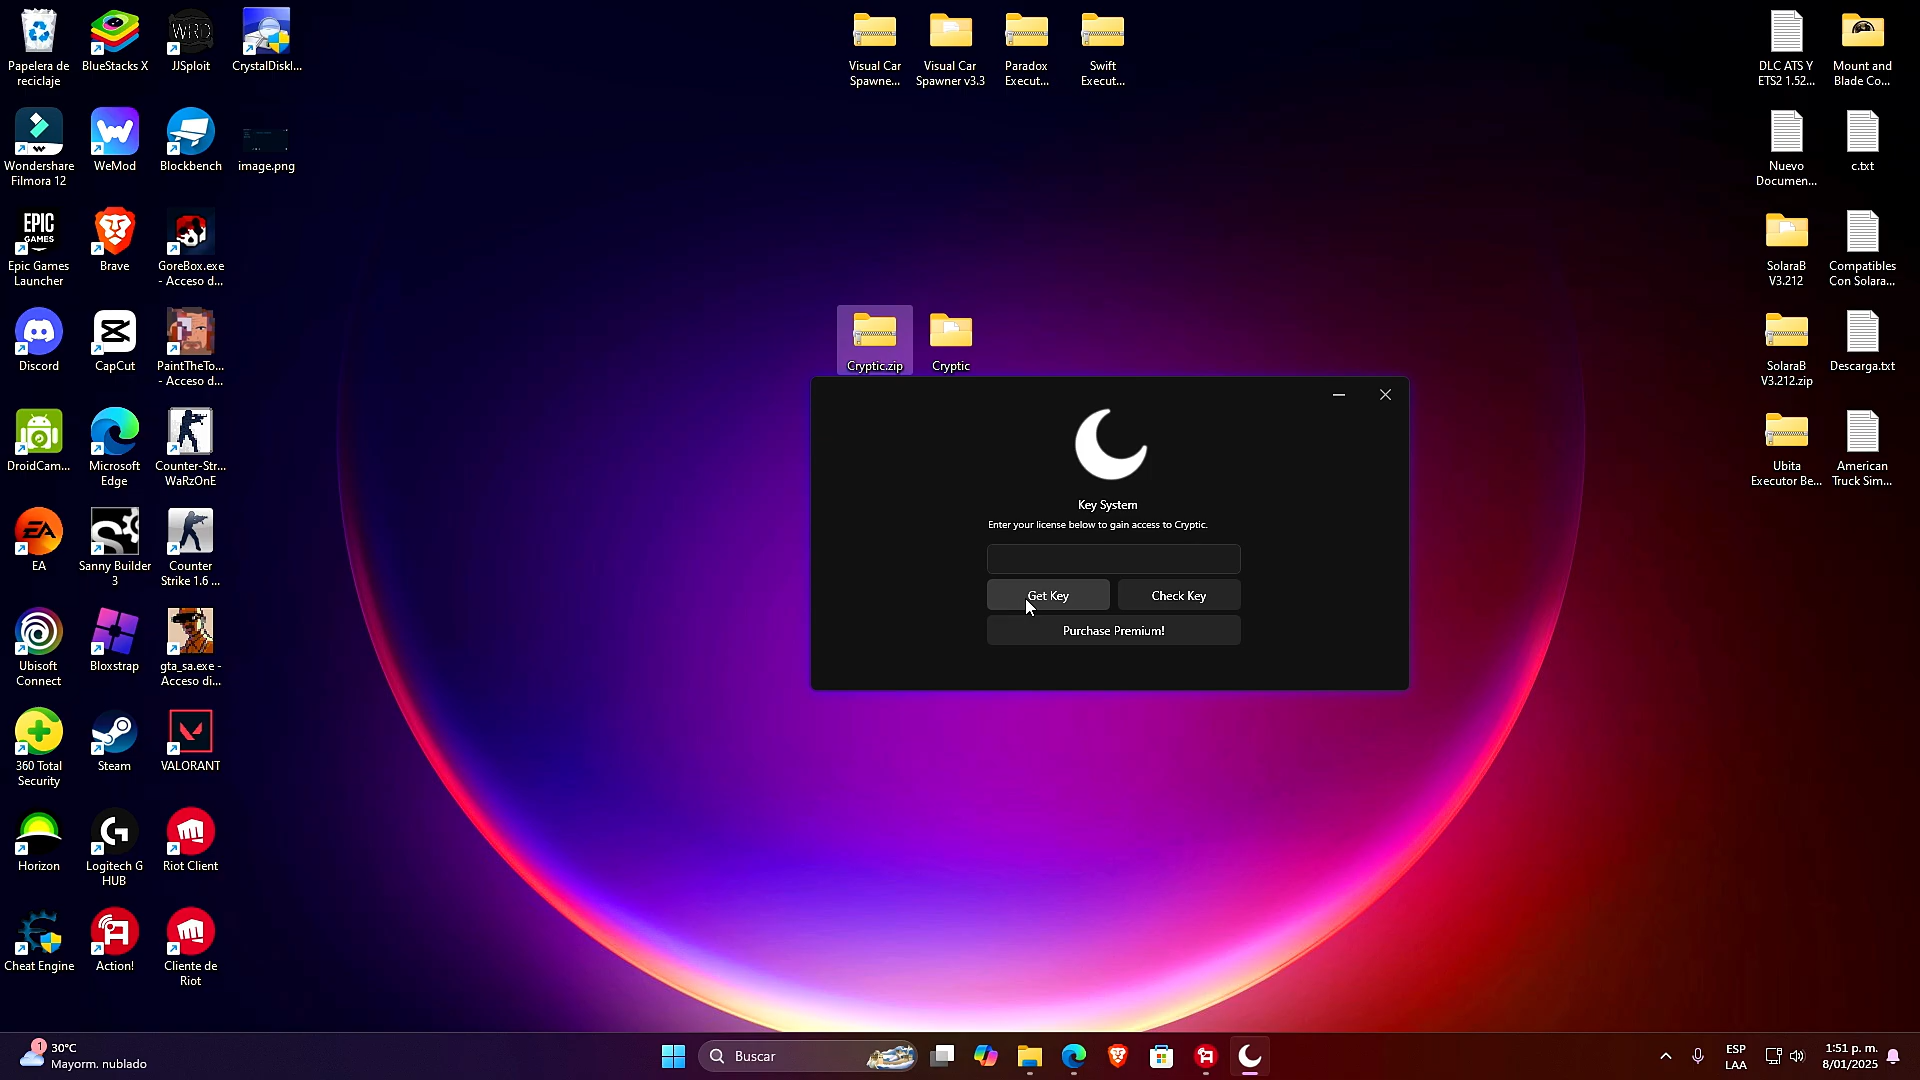 Papelera de
reciclaje
BlueStacks X
JJSploit
CrystalDiskI...
Visual Car
Spawne...
Visual Car
Spawner v3.3
Paradox
Execut...
Swift
Execut...
DLC ATS Y
ETS2 1.52...
Mount and
Blade Co...
Wondershare
Filmora 12
WeMod
Blockbench
image.png
Nuevo
Documen...
c.txt
EPIC
GAMES
Epic Games
Launcher
Brave
GoreBox.exe
- Acceso d...
SolaraB
V3.212
Compatibles
Con Solara...
Discord
CapCut
PaintTheTo...
- Acceso d...
Cryptic.zip
Cryptic
SolaraB
V3.212.zip
Descarga.txt
DroidCam...
Microsoft
Edge
Counter-Str...
WaRzOnE
Ubita
Executor Be...
American
Truck Sim...
Key System
Enter your license below to gain access to Cryptic.
Get Key
Check Key
Purchase Premium!
EA
Sanny Builder
3
Counter
Strike 1.6 ...
Ubisoft
Connect
Bloxstrap
gta_sa.exe -
Acceso di...
360 Total
Security
Steam
VALORANT
Horizon
Logitech G
HUB
Riot Client
Cheat Engine
Action!
Cliente de
Riot
1
30°C
Mayorm. nublado
Buscar
ESP
LAA
1:51 p. m.
8/01/2025